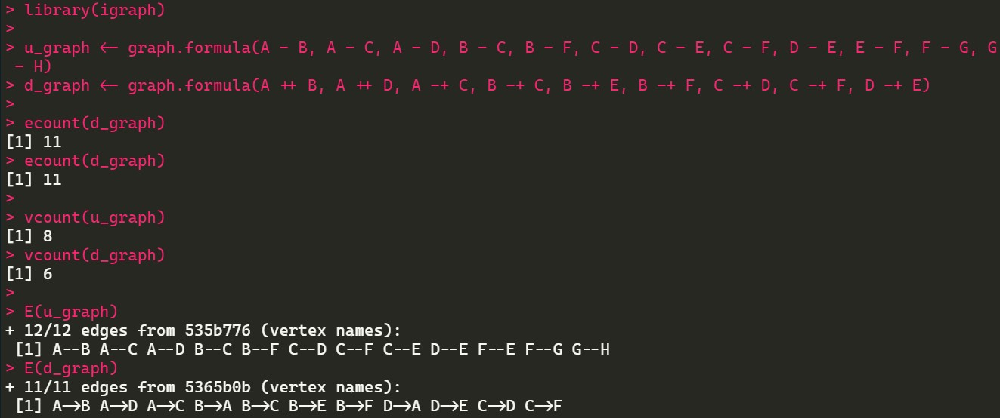 > library(igraph)
>
> u_graph <- graph.formula(A - B, A - C, A - D, B - C, B - F, C - D, C - E, C - F, D - E, E - F, F - G, G
 - H)
> d_graph <- graph.formula(A ++ B, A ++ D, A -+ C, B -+ C, B -+ E, B -+ F, C -+ D, C -+ F, D -+ E)
>
> ecount(d_graph)
[1] 11
> ecount(d_graph)
[1] 11
>
> vcount(u_graph)
[1] 8
> vcount(d_graph)
[1] 6
>
> E(u_graph)
+ 12/12 edges from 535b776 (vertex names):
 [1] A--B A--C A--D B--C B--F C--D C--F C--E D--E F--E F--G G--H
> E(d_graph)
+ 11/11 edges from 5365b0b (vertex names):
 [1] A->B A->D A->C B->A B->C B->E B->F D->A D->E C->D C->F